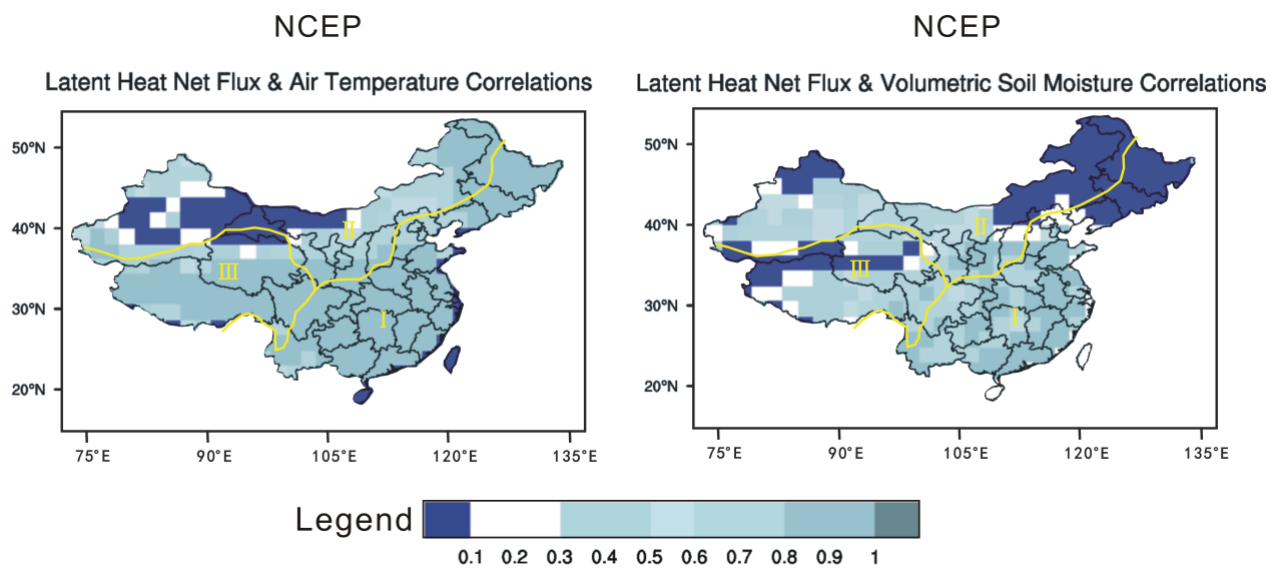 NCEP
Latent Heat Net Flux & Air Temperature Correlations
50°N
40°N
30°N
20°N
75°E 90°E 105°E 120°E 135°E
II
III
I
NCEP
Latent Heat Net Flux & Volumetric Soil Moisture Correlations
50°N
40°N
30°N
20°N
75°E 90°E 105°E 120°E 135°E
II
III
I
Legend
0.1 0.2 0.3 0.4 0.5 0.6 0.7 0.8 0.9 1